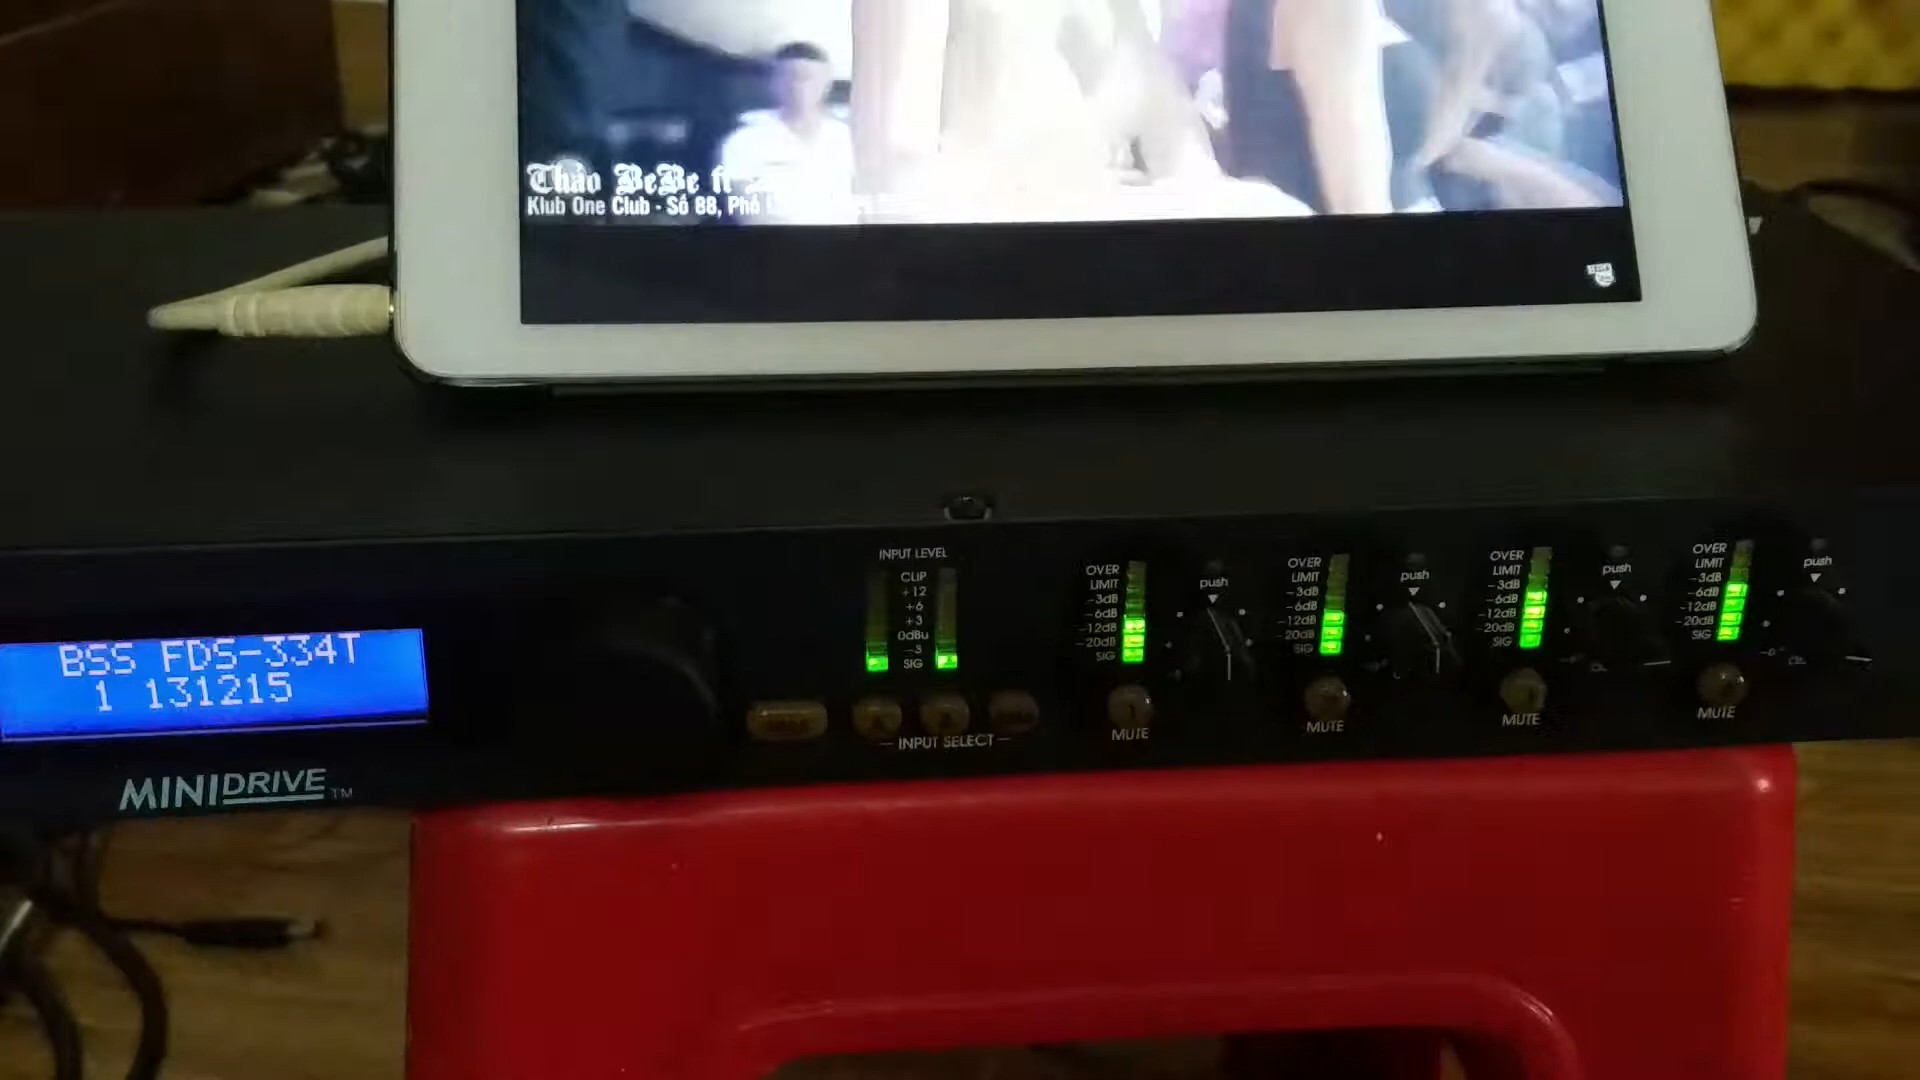 Thảo BeBe ft
Klub One Club - Số 88, Phố
BSS FDS-334T
1 131215
MINIDRIVE™
INPUT LEVEL
CLIP
+12
+6
+3
0dBu
-3
SIG
INPUT SELECT
OVER
LIMIT
-3dB
-6dB
-12dB
-20dB
SIG
push
1
MUTE
OVER
LIMIT
-3dB
-6dB
-12dB
-20dB
SIG
push
MUTE
OVER
LIMIT
-3dB
-6dB
-12dB
-20dB
SIG
push
MUTE
OVER
LIMIT
-3dB
-6dB
-12dB
-20dB
SIG
push
MUTE